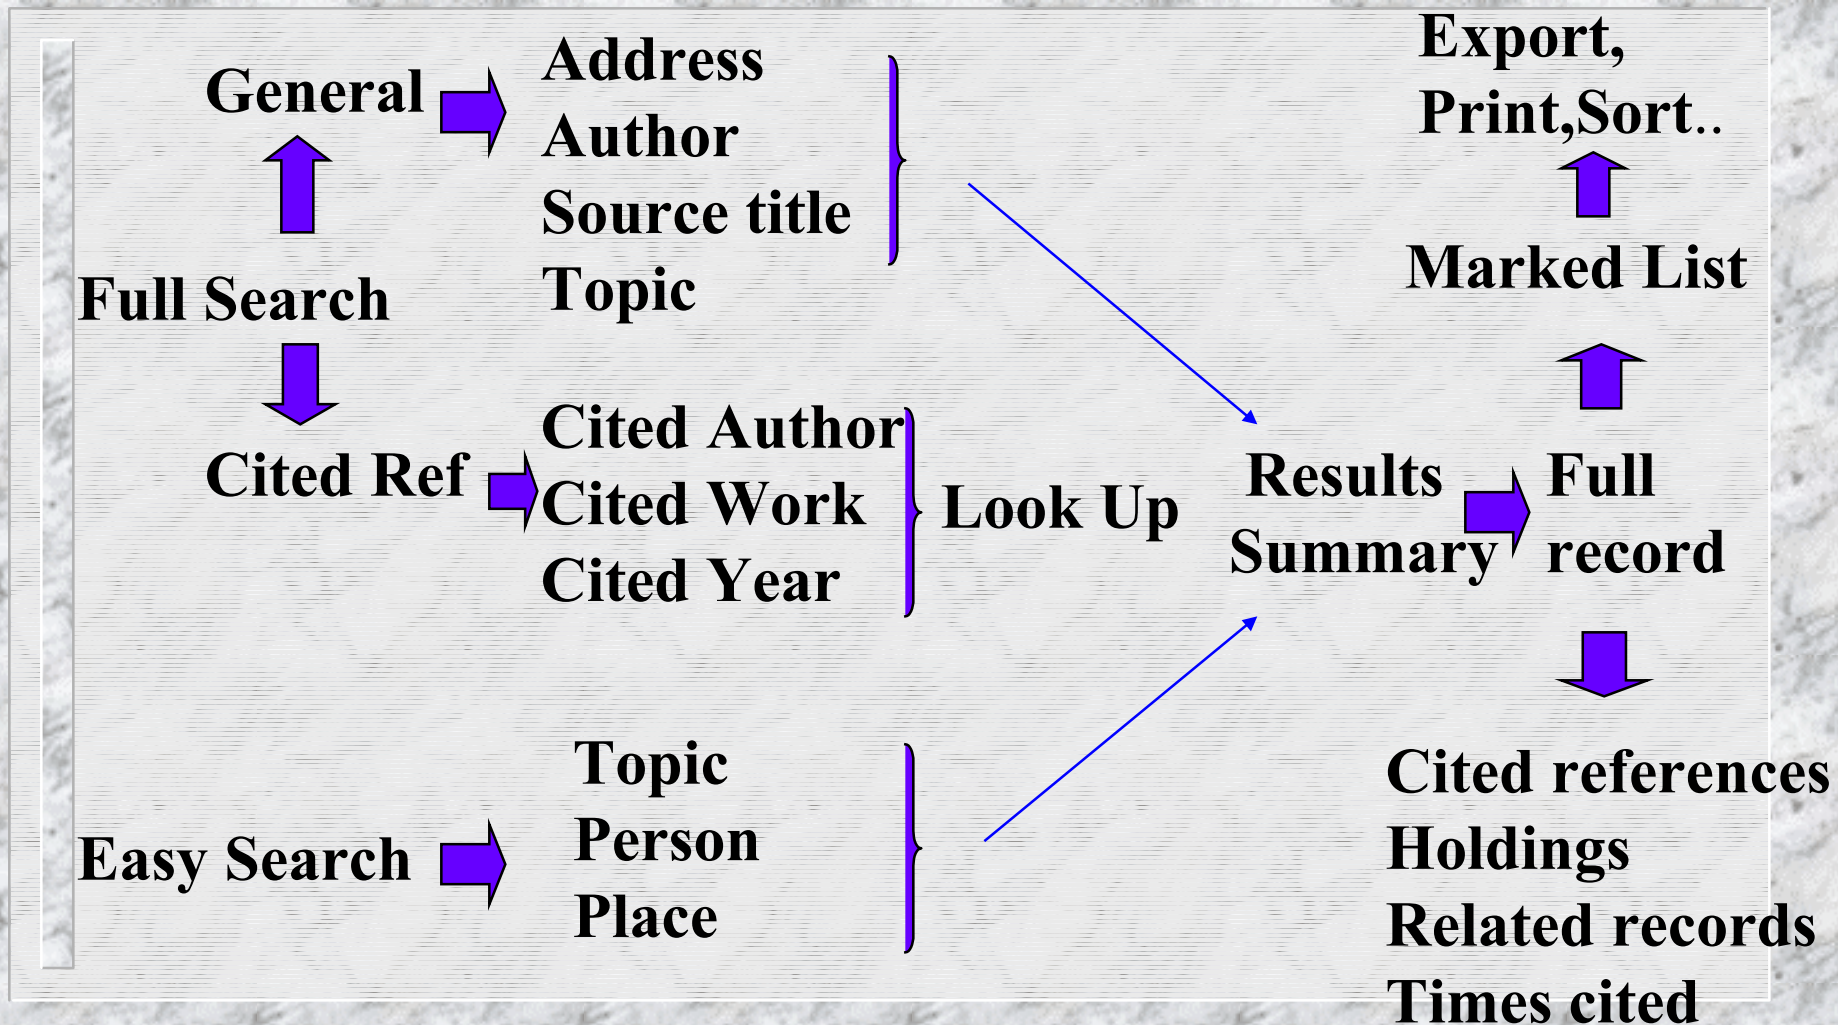 General
Address
Author
Source title
Topic
Full Search
Cited Ref
Cited Author
Cited Work
Cited Year
Look Up
Easy Search
Topic
Person
Place
Results
Summary
Full
record
Marked List
Export,
Print,Sort..
Cited references
Holdings
Related records
Times cited